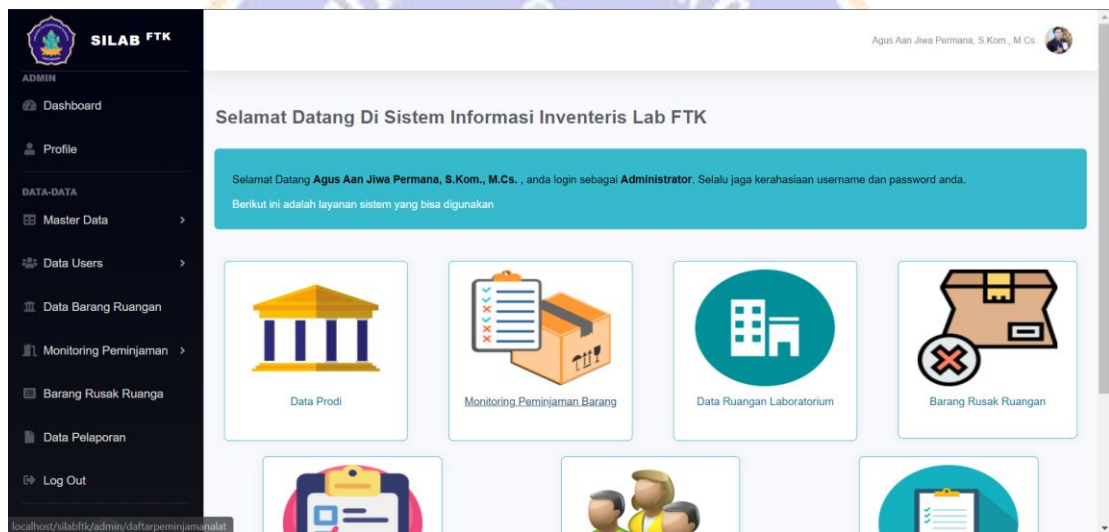 SILAB FTK
Agus Aan Jiwa Permana, S.Kom., M.Cs.
ADMIN
Dashboard
Profile
DATA-DATA
Master Data
Data Users
Data Barang Ruangan
Monitoring Peminjaman
Barang Rusak Ruanga
Data Pelaporan
Log Out
localhost/silabftk/admin/daftarpeminjamanalat
Selamat Datang Di Sistem Informasi Inventeris Lab FTK
Selamat Datang Agus Aan Jiwa Permana, S.Kom., M.Cs. , anda login sebagai Administrator. Selalu jaga kerahasiaan username dan password anda.
Berikut ini adalah layanan sistem yang bisa digunakan
Data Prodi
Monitoring Peminjaman Barang
Data Ruangan Laboratorium
Barang Rusak Ruangan